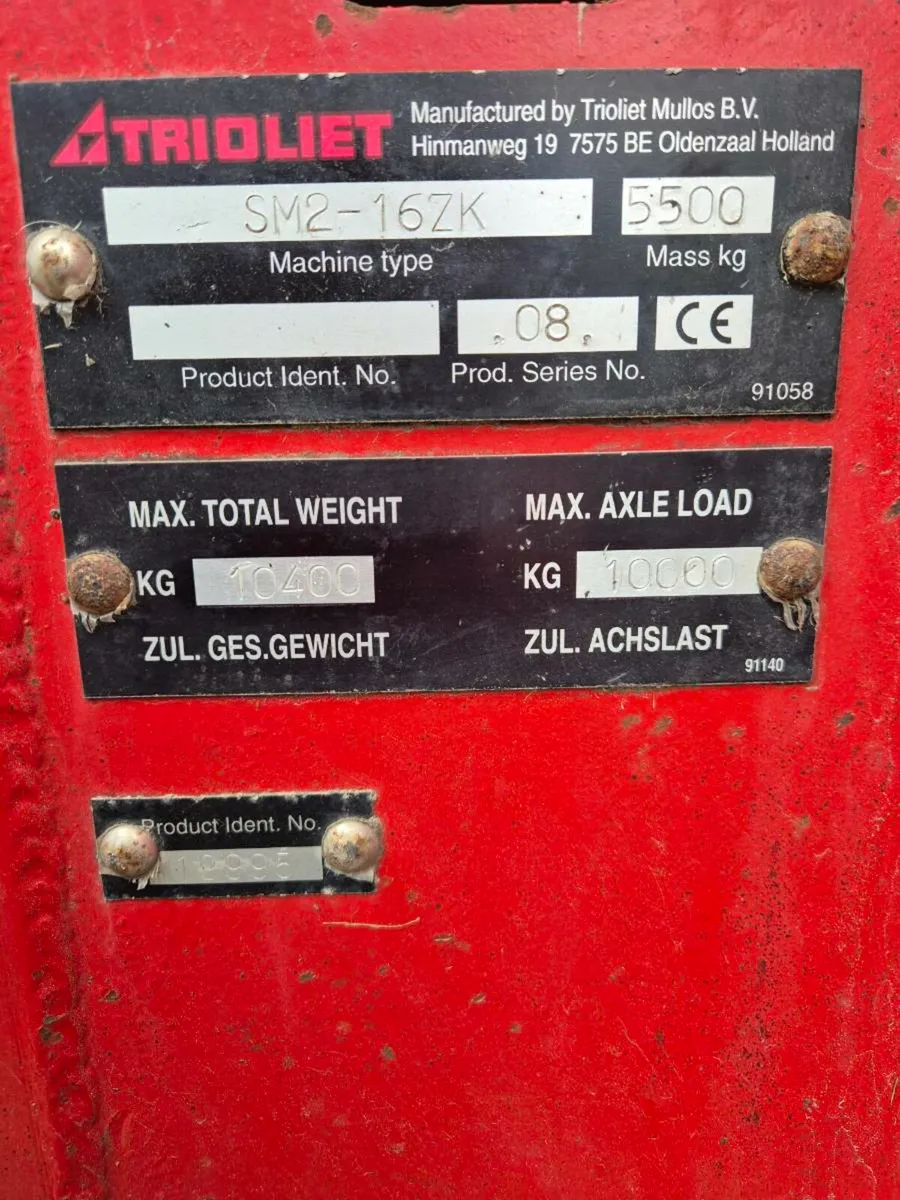 TRIOLIET
Manufactured by Trioliet Mullos B.V.
Hinmanweg 19 7575 BE Oldenzaal Holland
SM2-16ZK 5500
Machine type Mass kg
.08. CE
Product Ident. No. Prod. Series No.
91058
MAX. TOTAL WEIGHT MAX. AXLE LOAD
KG 10400 KG 10000
ZUL. GES.GEWICHT ZUL. ACHSLAST
91140
Product Ident. No.